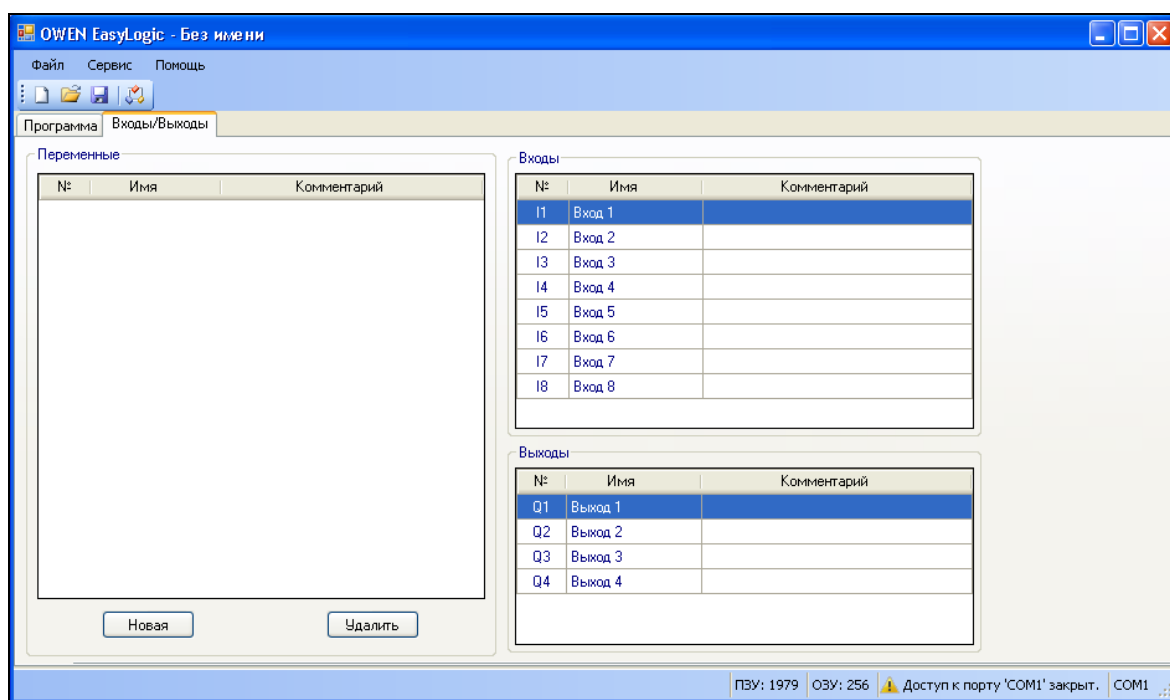 OWEN EasyLogic - Без имени
Файл Сервис Помощь
Программа Входы/Выходы
Переменные
№ Имя Комментарий
Новая Удалить
Входы
№ Имя Комментарий
I1 Вход 1
I2 Вход 2
I3 Вход 3
I4 Вход 4
I5 Вход 5
I6 Вход 6
I7 Вход 7
I8 Вход 8
Выходы
№ Имя Комментарий
Q1 Выход 1
Q2 Выход 2
Q3 Выход 3
Q4 Выход 4
ПЗУ: 1979 ОЗУ: 256 Доступ к порту 'COM1' закрыт. COM1